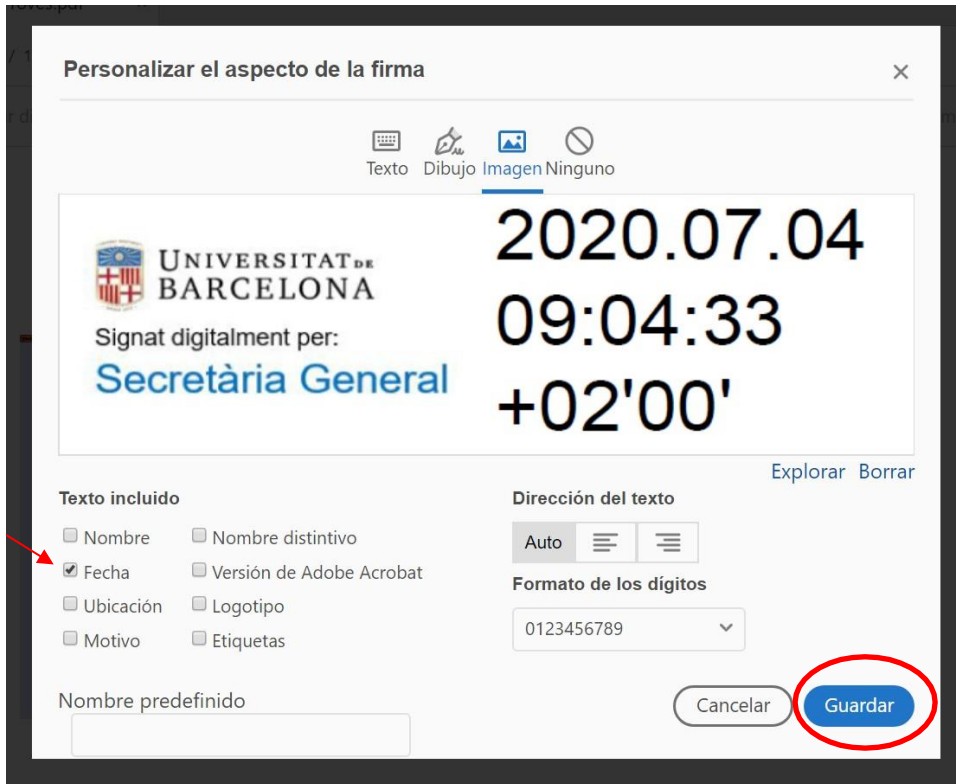 Personalizar el aspecto de la firma
Texto Dibujo Imagen Ninguno
UNIVERSITAT DE
BARCELONA
Signat digitalment per:
Secretària General
2020.07.04
09:04:33
+02'00'
Explorar Borrar
Texto incluido
Nombre
Nombre distintivo
Fecha
Versión de Adobe Acrobat
Ubicación
Logotipo
Motivo
Etiquetas
Dirección del texto
Auto
Formato de los dígitos
0123456789
Nombre predefinido
Cancelar
Guardar